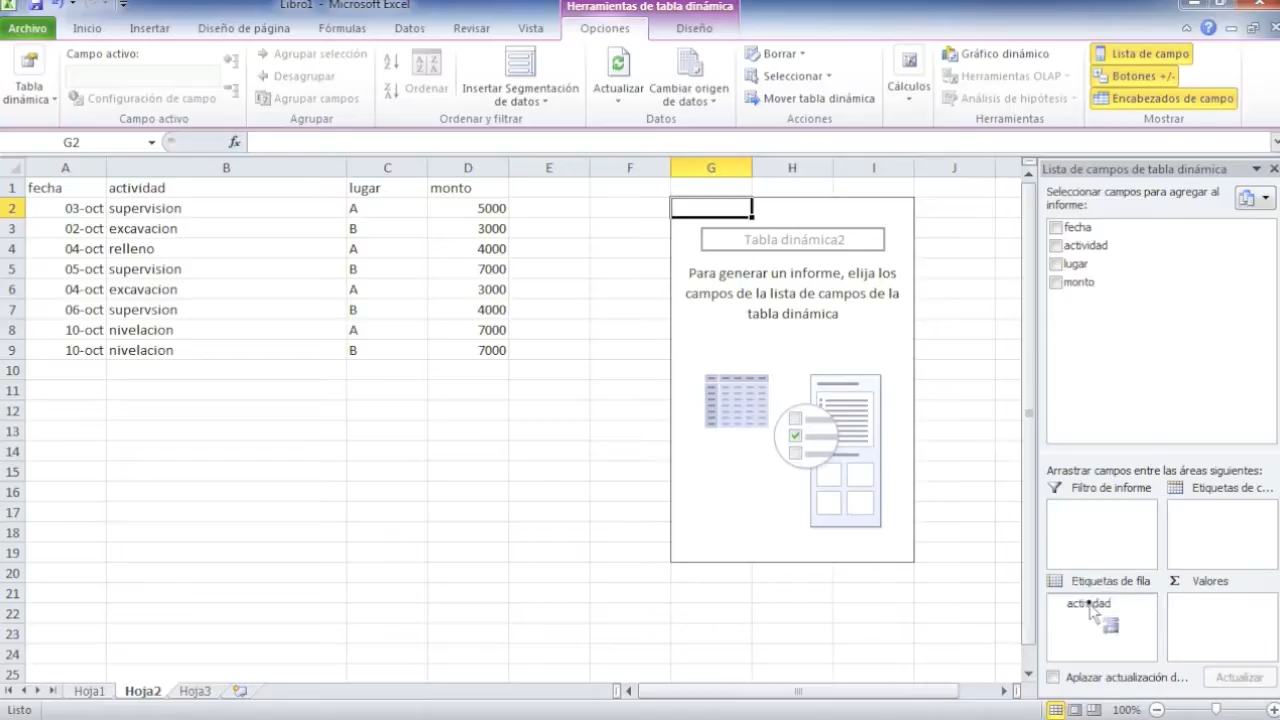 Libro1 - Microsoft Excel
Herramientas de tabla dinámica
Archivo Inicio Insertar Diseño de página Fórmulas Datos Revisar Vista Opciones Diseño
Tabla dinámica
Campo activo:
Configuración de campo
Campo activo
Agrupar selección
Desagrupar
Agrupar campos
Agrupar
Ordenar
Insertar Segmentación de datos
Ordenar y filtrar
Actualizar
Cambiar origen de datos
Datos
Borrar
Seleccionar
Mover tabla dinámica
Acciones
Cálculos
Gráfico dinámico
Herramientas OLAP
Análisis de hipótesis
Herramientas
Lista de campo
Botones +/-
Encabezados de campo
Mostrar
G2 fx
A B C D E F G H I J
1 fecha actividad lugar monto
2 03-oct supervision A 5000
3 02-oct excavacion B 3000
4 04-oct relleno A 4000
5 05-oct supervision B 7000
6 04-oct excavacion A 3000
7 06-oct supervsion B 4000
8 10-oct nivelacion A 7000
9 10-oct nivelacion B 7000
10
11
12
13
14
15
16
17
18
19
20
21
22
23
24
25
Tabla dinámica2
Para generar un informe, elija los
campos de la lista de campos de la
tabla dinámica
Lista de campos de tabla dinámica
Seleccionar campos para agregar al
informe:
fecha
actividad
lugar
monto
Arrastrar campos entre las áreas siguientes:
Filtro de informe Etiquetas de c...
Etiquetas de fila Σ Valores
actividad
Aplazar actualización d... Actualizar
Hoja1 Hoja2 Hoja3
Listo 100%